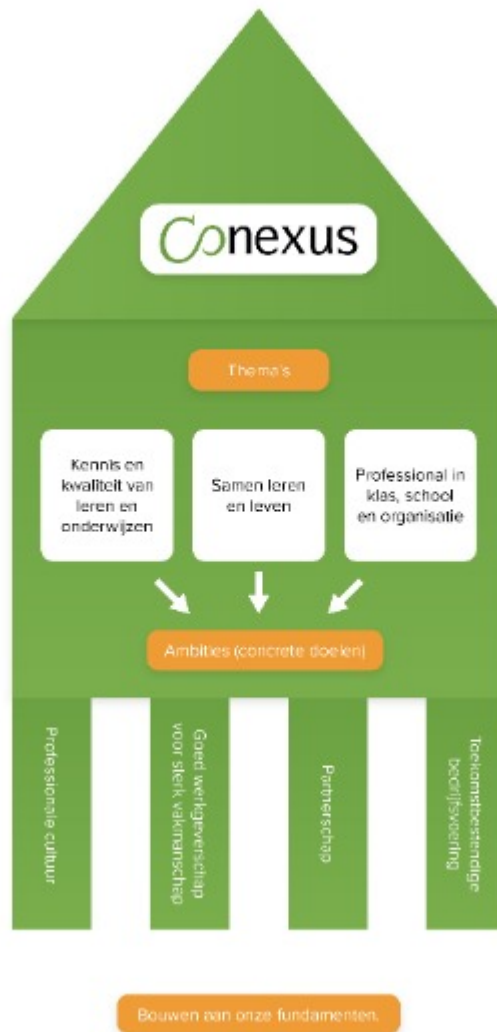 Conexus
Thema's
Kennis en
kwaliteit van
leren en
onderwijzen
Samen leren
en leven
Professional in
klas, school
en organisatie
Ambities (concrete doelen)
Professionale cultuur
Goed werkgeverschap
voor sterk vakmanschap
Partnerschap
Toekomstbestendige
bedrijfsvoering
Bouwen aan onze fundamenten.